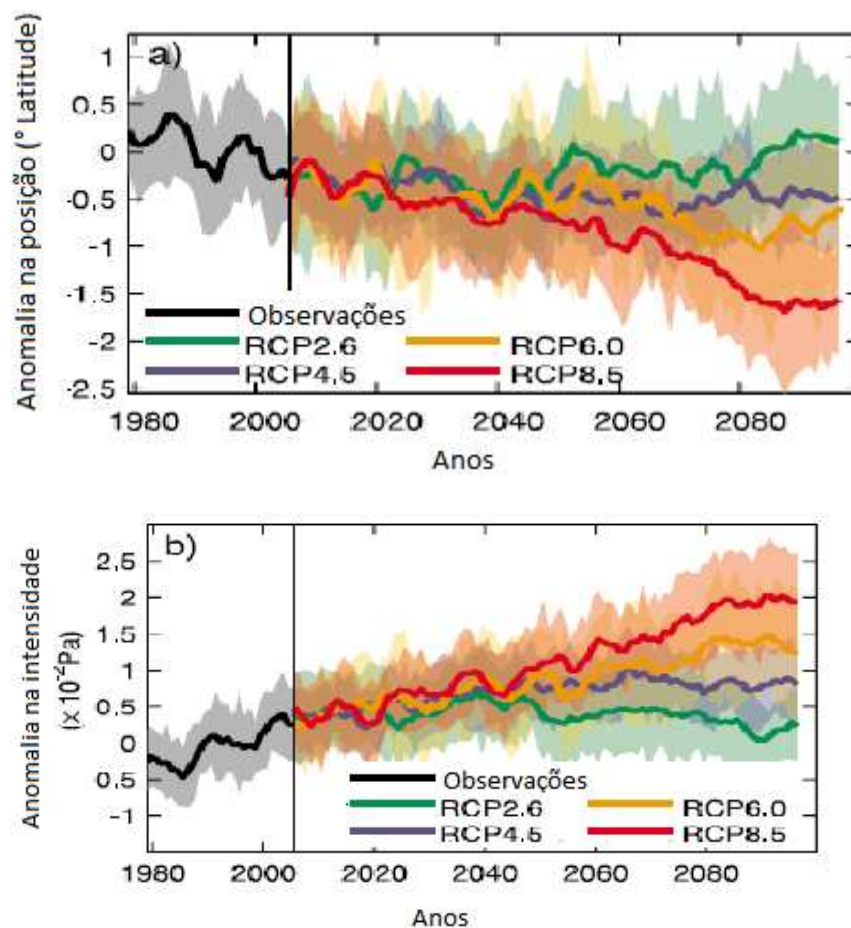 a)
Anomalia na posição (° Latitude)
1
0.5
0
-0.5
-1
-1.5
-2
-2.5
Observações
RCP2.6 RCP6.0
RCP4.5 RCP8.5
1980 2000 2020 2040 2060 2080
Anos
b)
Anomalia na intensidade
(x 10⁻²Pa)
2.5
2
1.5
1
0.5
0
0.5
-1
Observações
RCP2.6 RCP6.0
RCP4.5 RCP8.5
1980 2000 2020 2040 2060 2080
Anos